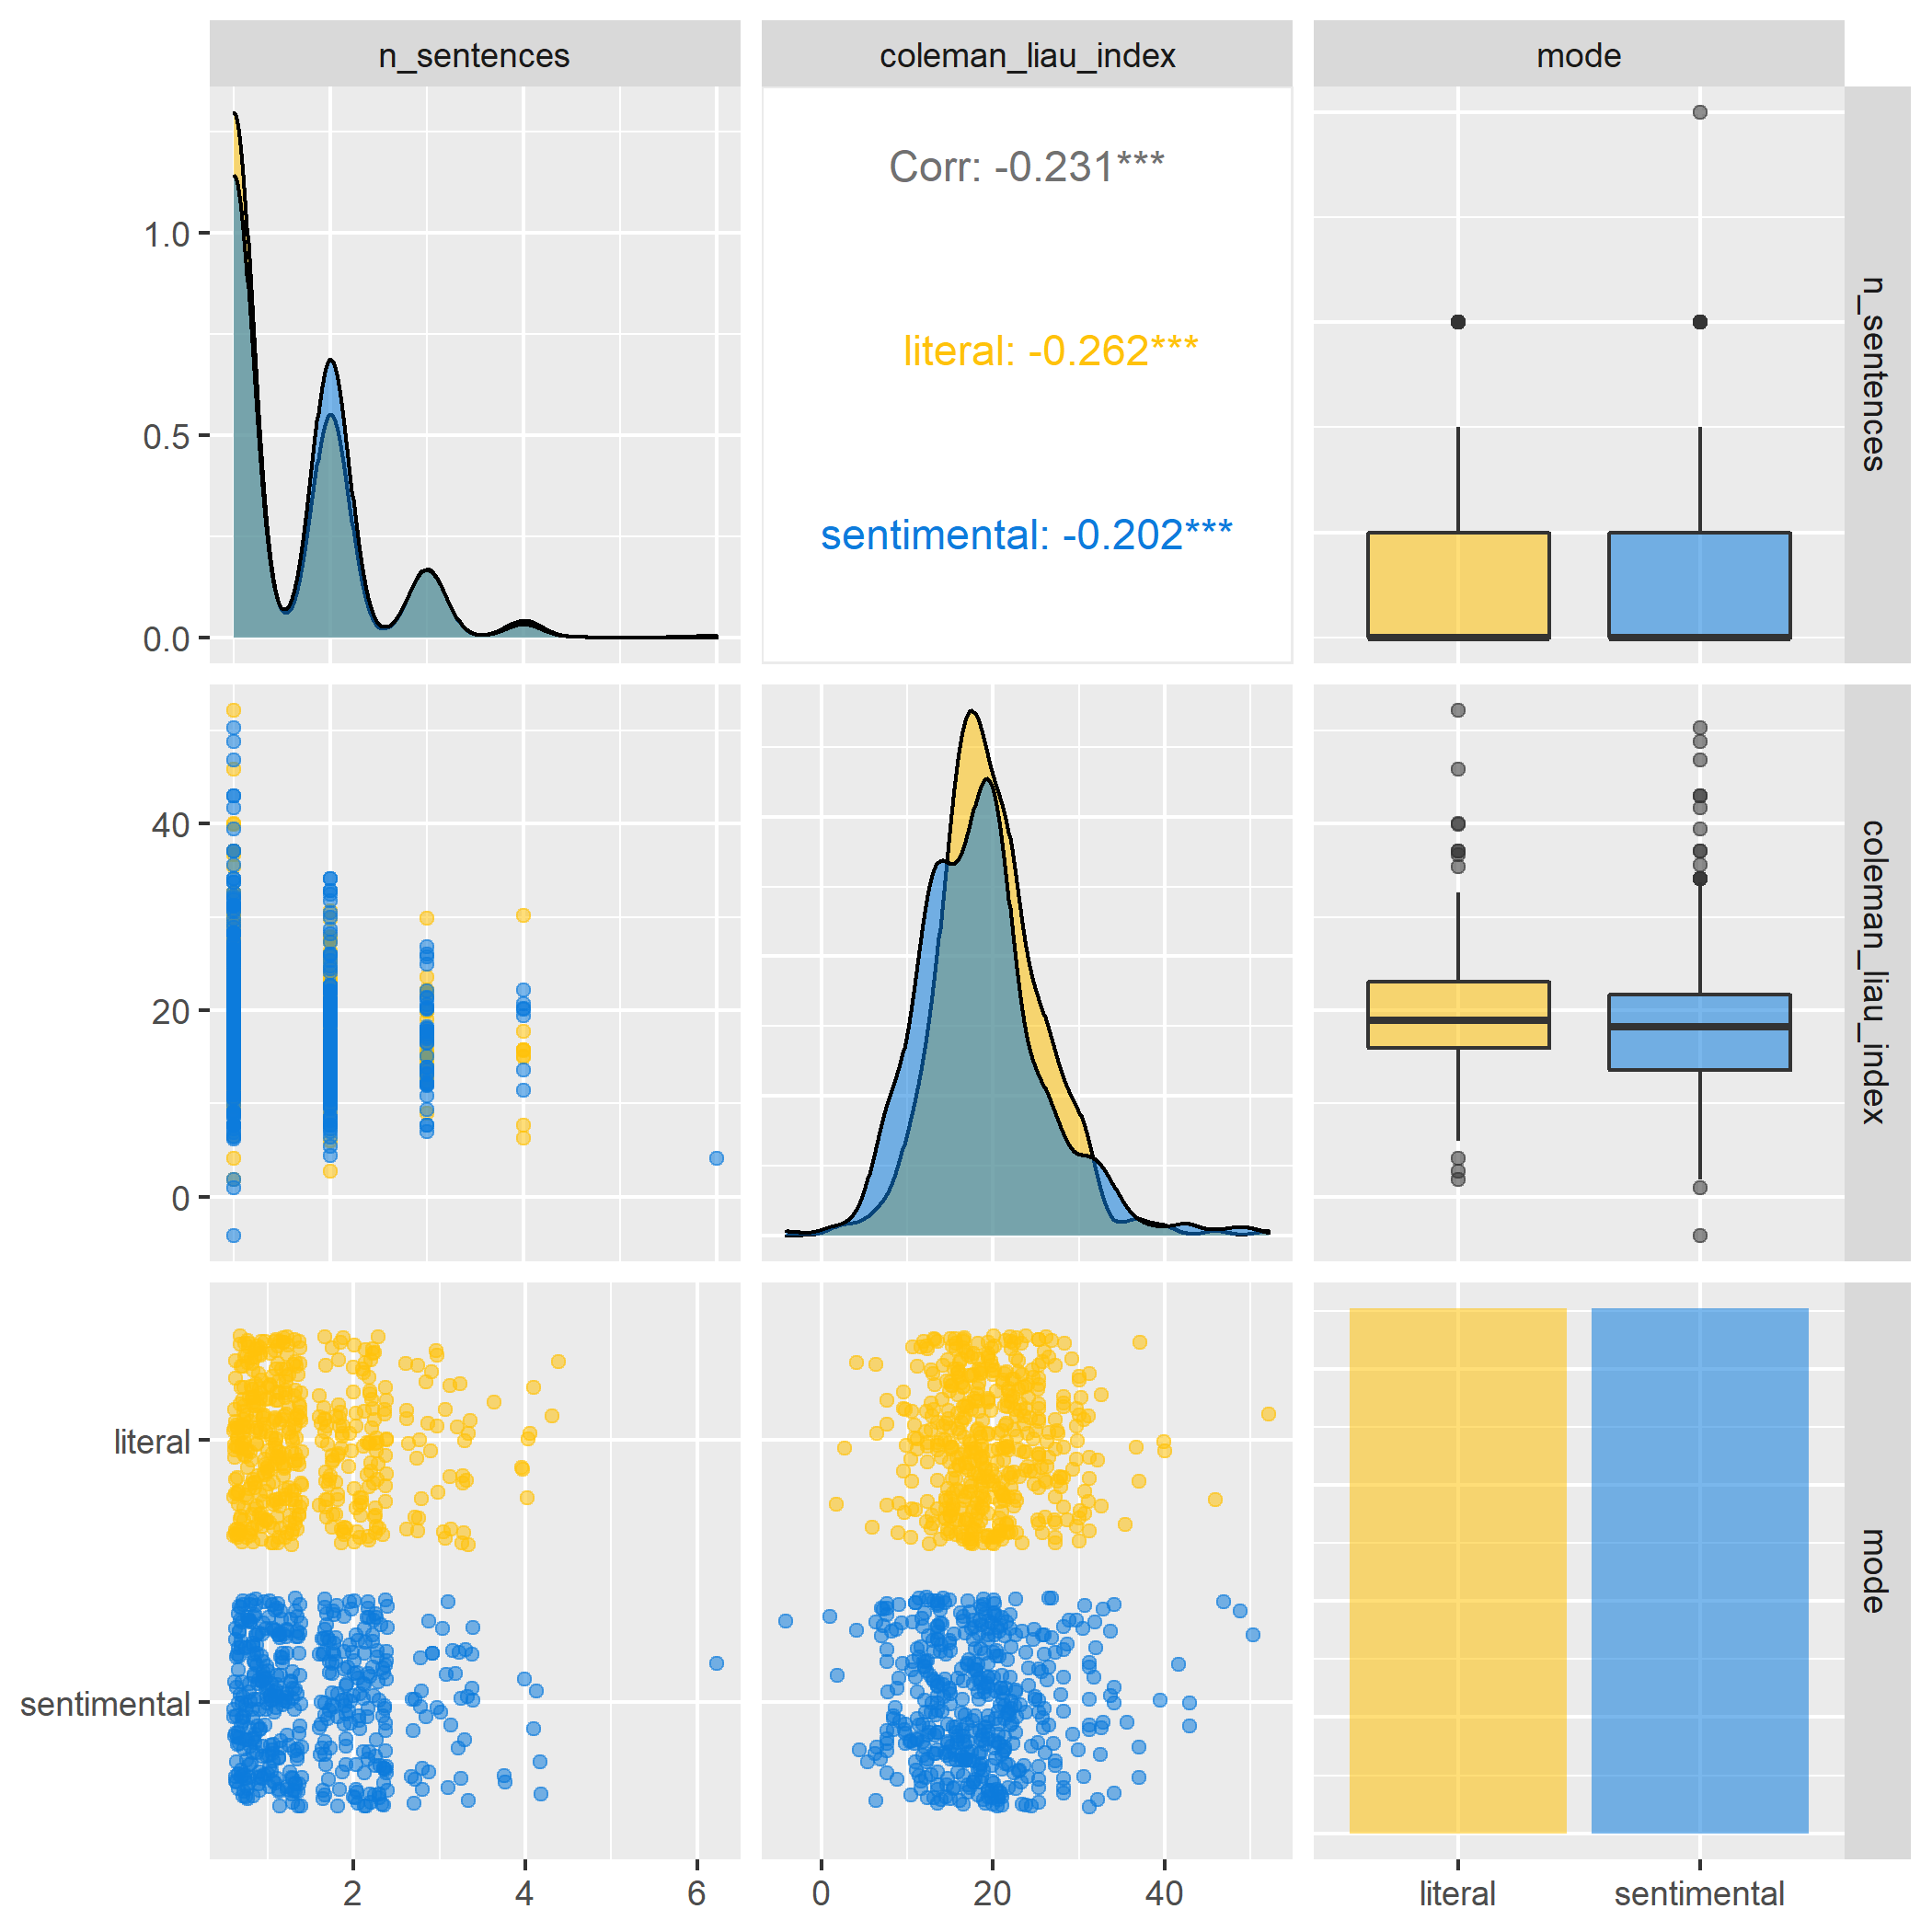 n_sentences coleman_liau_index mode
Corr: -0.231***
literal: -0.262***
sentimental: -0.202***
1.0
0.5
0.0
n_sentences
40
20
0
coleman_liau_index
literal
sentimental
mode
2 4 6 0 20 40 literal sentimental